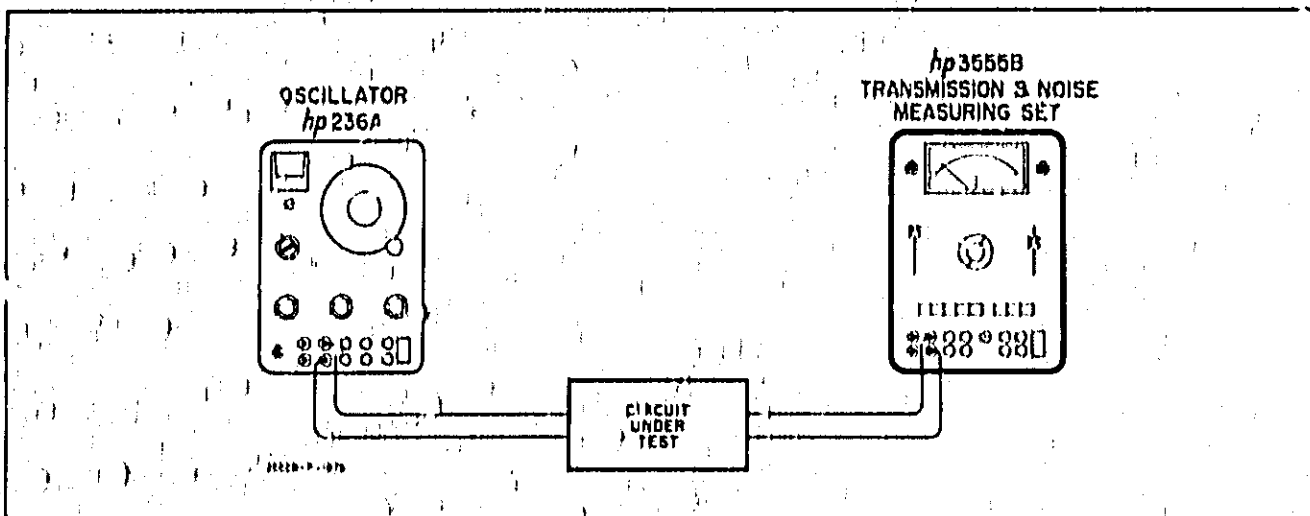 OSCILLATOR
hp 236A
hp 3555B
TRANSMISSION & NOISE
MEASURING SET
CIRCUIT
UNDER
TEST